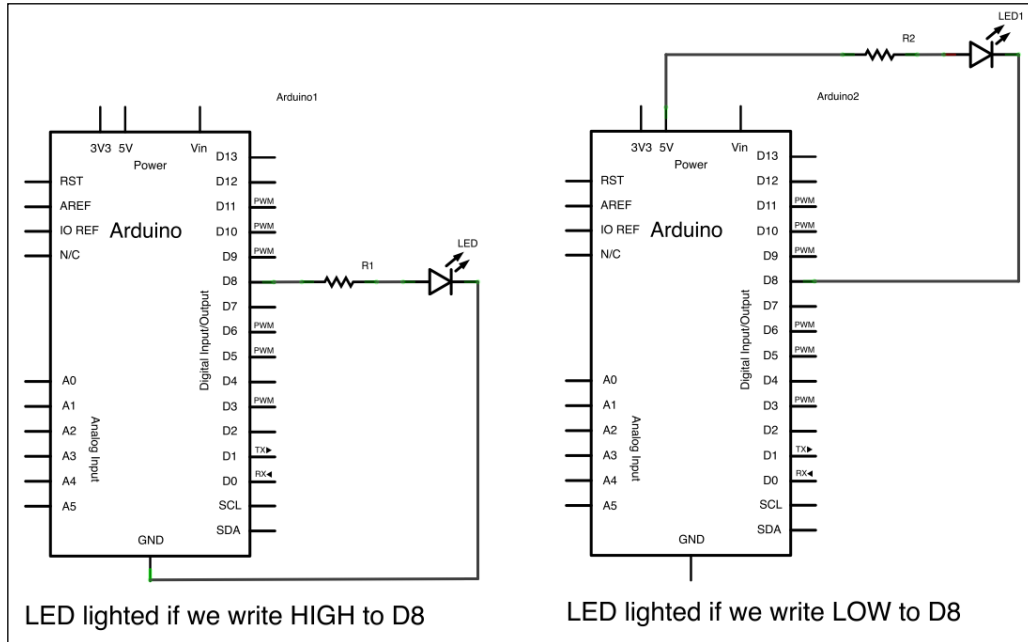 Arduino1
3V3 5V Vin
Power
RST
AREF
IO REF
N/C
Arduino
D13
D12
D11 PWM
D10 PWM
D9 PWM
D8
D7
D6 PWM
D5 PWM
D4
D3 PWM
D2
D1 TX▶
D0 RX◀
SCL
SDA
Digital Input/Output
A0
A1
A2
A3
A4
A5
Analog Input
GND
R1
LED
LED lighted if we write HIGH to D8
Arduino2
3V3 5V Vin
Power
RST
AREF
IO REF
N/C
Arduino
D13
D12
D11 PWM
D10 PWM
D9 PWM
D8
D7
D6 PWM
D5 PWM
D4
D3 PWM
D2
D1 TX▶
D0 RX◀
SCL
SDA
Digital Input/Output
A0
A1
A2
A3
A4
A5
Analog Input
GND
R2
LED1
LED lighted if we write LOW to D8